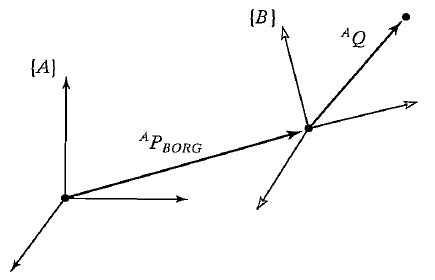 {B}
ᴬQ
{A}
ᴬP_BORG